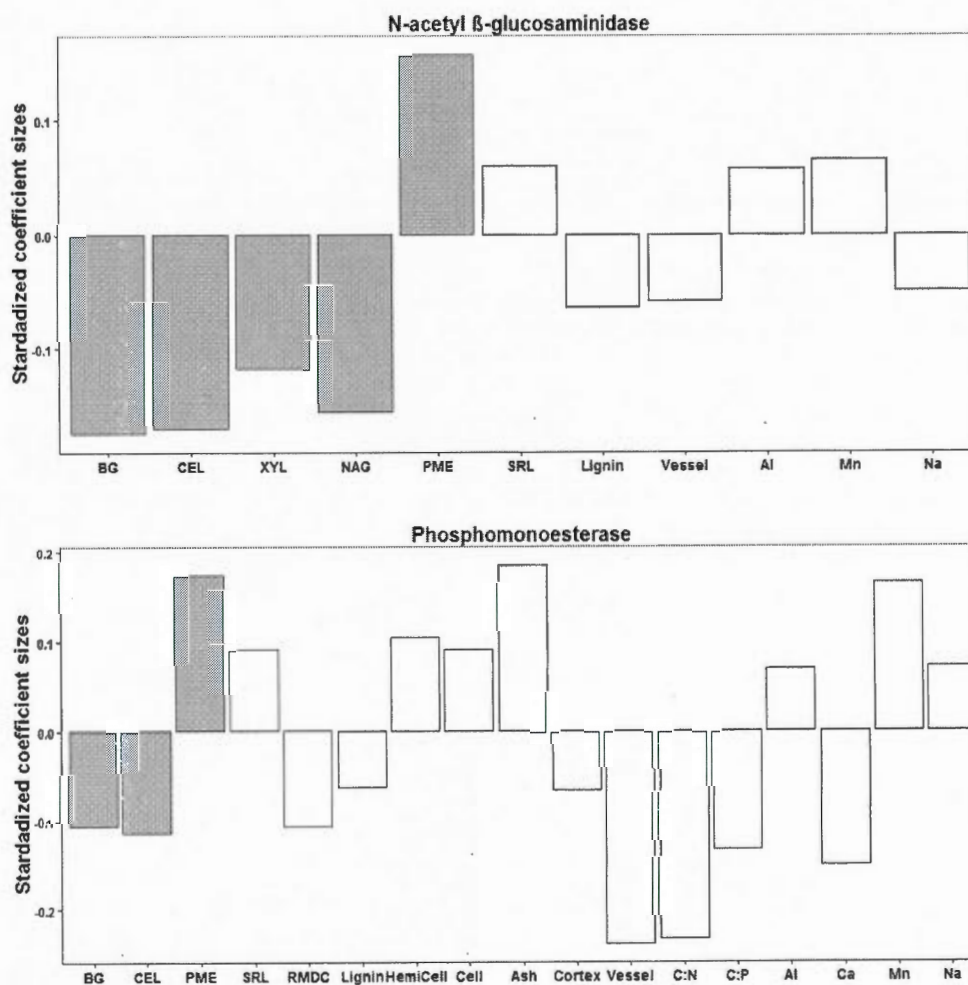 N-acetyl ß-glucosaminidase
Stardadized coefficient sizes
0.1
0.0
-0.1
BG CEL XYL NAG PME SRL Lignin Vessel Al Mn Na
Phosphomonoesterase
Stardadized coefficient sizes
0.2
0.1
0.0
-0.1
-0.2
BG CEL PME SRL RMDC Lignin HemiCell Cell Ash Cortex Vessel C:N C:P Al Ca Mn Na